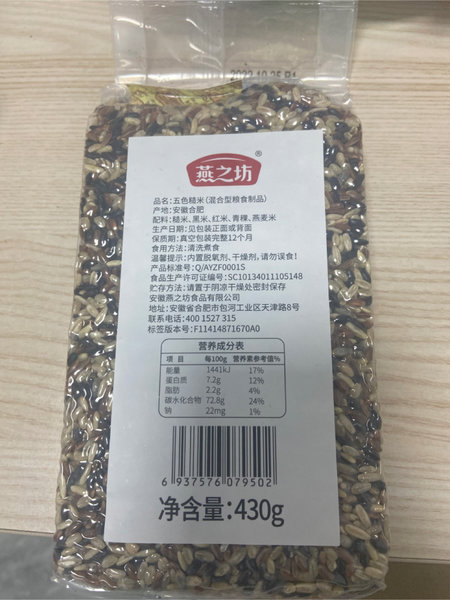 2022.10.25 B1
燕之坊®
品名：五色糙米（混合型粮食制品）
产地：安徽合肥
配料：糙米、黑米、红米、青稞、燕麦米
生产日期：见包装正面或背面
保质期：真空包装完整12个月
食用方法：清洗煮食
温馨提示：内置脱氧剂、干燥剂，请勿误食！
产品标准号：Q/AYZF0001S
食品生产许可证编号：SC10134011105148
贮存方法：请置于阴凉干燥处密封保存
安徽燕之坊食品有限公司
地址：安徽省合肥市包河工业区天津路8号
联系电话：400 1527 315
标签版本号：F11414871670A0
营养成分表
项目 每100g 营养素参考值%
能量 1441kJ 17%
蛋白质 7.2g 12%
脂肪 2.2g 4%
碳水化合物 72.8g 24%
钠 22mg 1%
6 937576 079502
净含量:430g